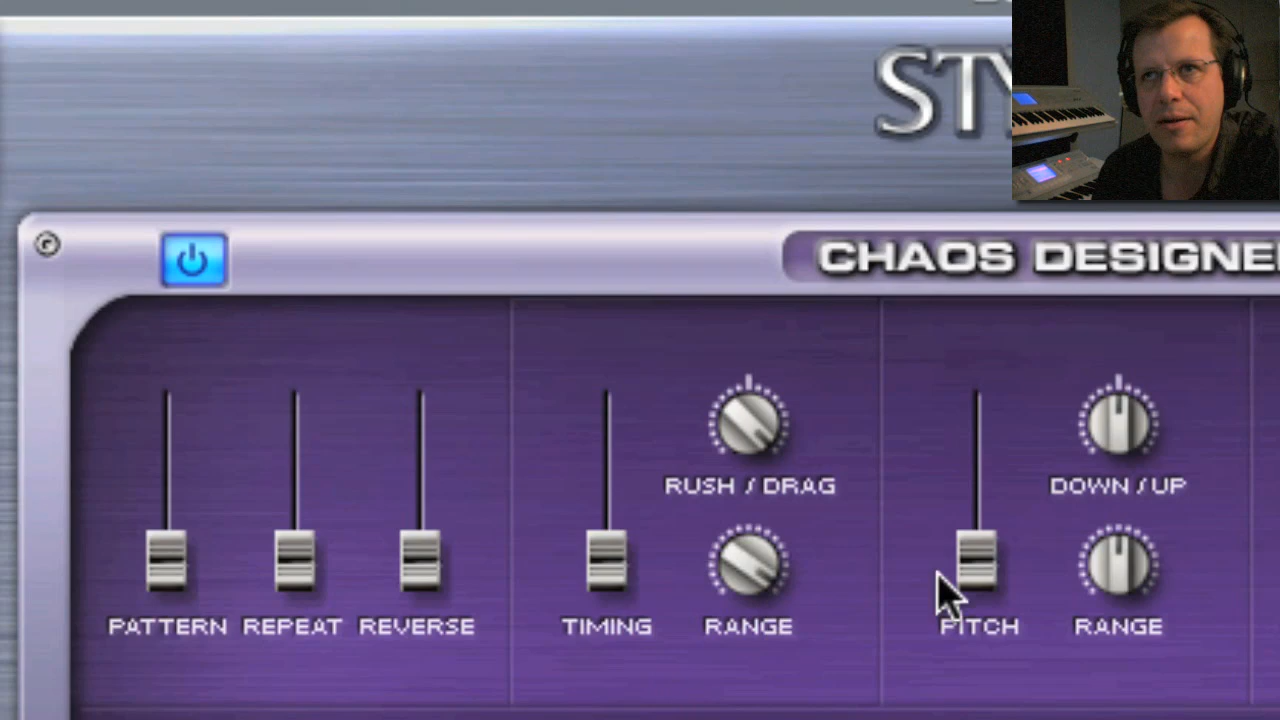 STY
CHAOS DESIGNE
RUSH / DRAG
DOWN / UP
PATTERN REPEAT REVERSE TIMING RANGE PITCH RANGE